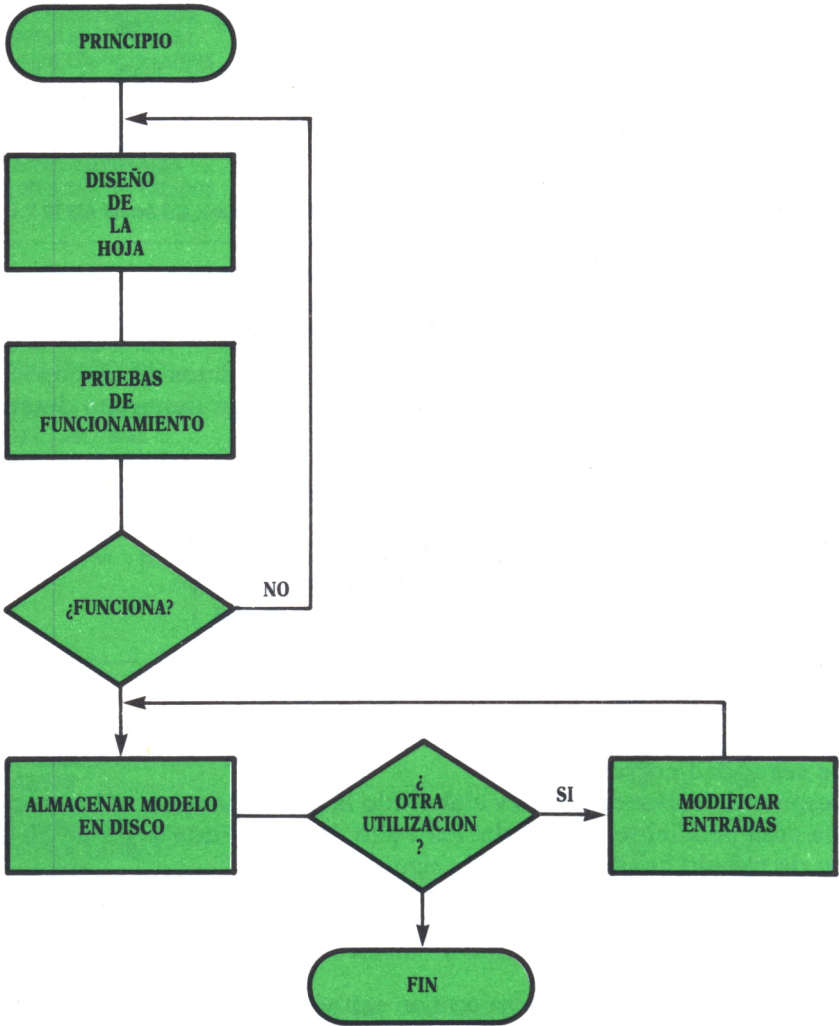 PRINCIPIO
DISEÑO
DE
LA
HOJA
PRUEBAS
DE
FUNCIONAMIENTO
¿FUNCIONA?
NO
ALMACENAR MODELO
EN DISCO
¿
OTRA
UTILIZACION
?
SI
MODIFICAR
ENTRADAS
FIN